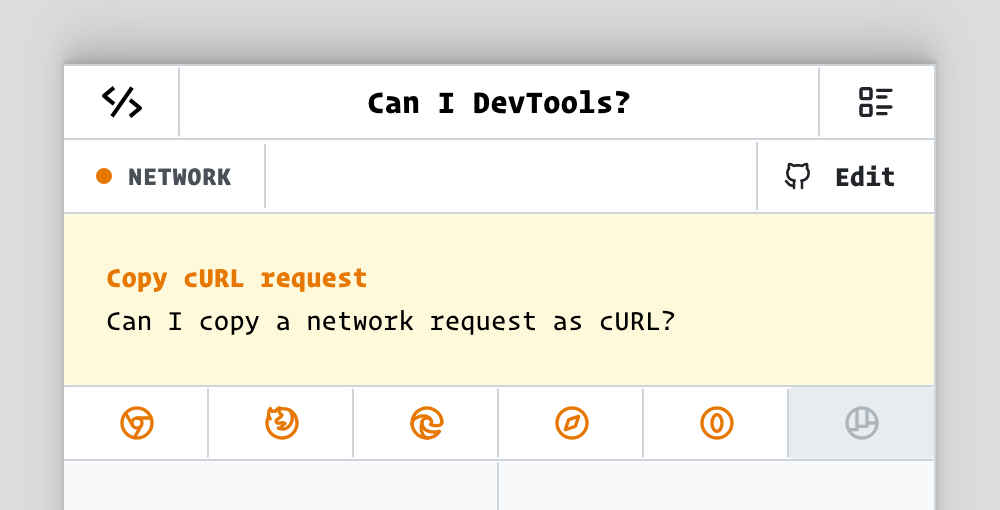 Can I DevTools?
NETWORK
Edit
Copy cURL request
Can I copy a network request as cURL?